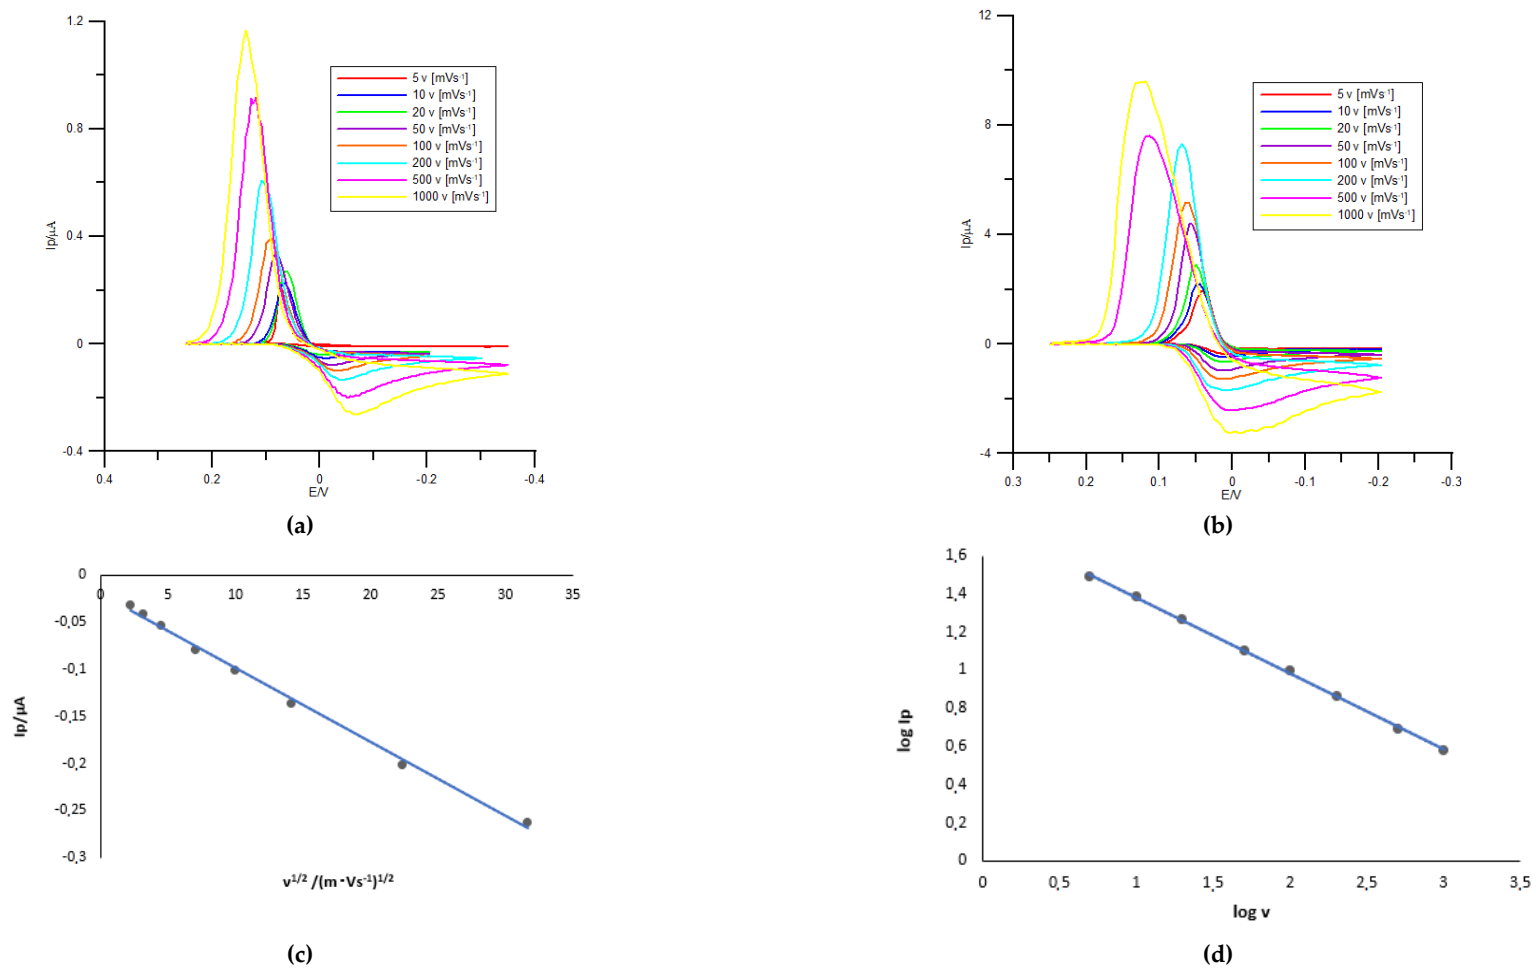 1.2
0.8
0.4
0
-0.4
Ip/µA
5 v [mVs-1]
10 v [mVs-1]
20 v [mVs-1]
50 v [mVs-1]
100 v [mVs-1]
200 v [mVs-1]
500 v [mVs-1]
1000 v [mVs-1]
0.4 0.2 0 -0.2 -0.4
E/V
(a)
12
8
4
0
-4
Ip/µA
5 v [mVs-1]
10 v [mVs-1]
20 v [mVs-1]
50 v [mVs-1]
100 v [mVs-1]
200 v [mVs-1]
500 v [mVs-1]
1000 v [mVs-1]
0.3 0.2 0.1 0 -0.1 -0.2 -0.3
E/V
(b)
0
0 5 10 15 20 25 30 35
-0,05
-0,1
-0,15
-0,2
-0,25
-0,3
Ip/µA
v1/2 /(m·Vs-1)1/2
(c)
1,6
1,4
1,2
1
0,8
0,6
0,4
0,2
0
log Ip
0 0,5 1 1,5 2 2,5 3 3,5
log v
(d)